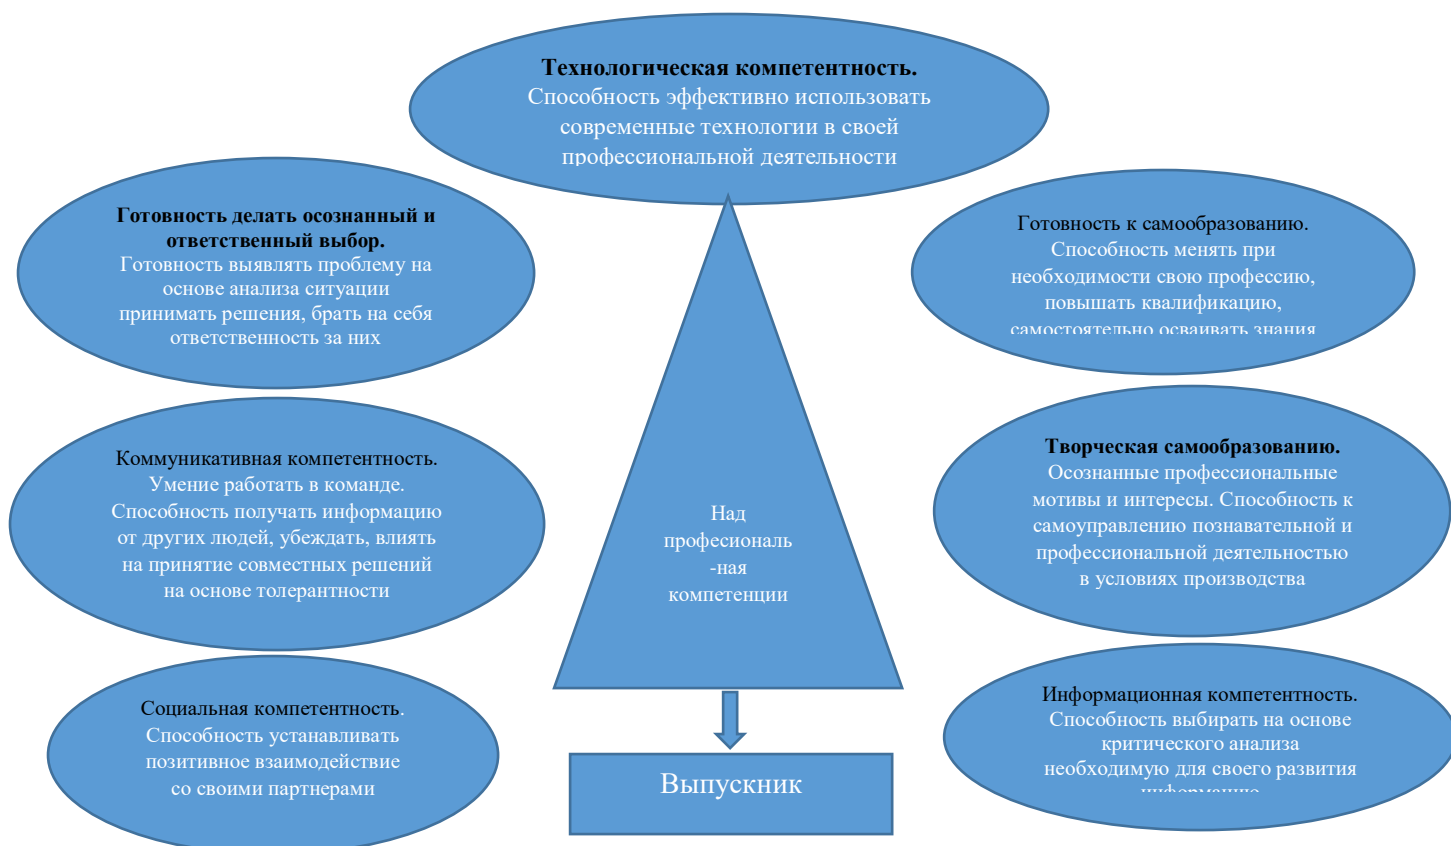 Технологическая компетентность.
Способность эффективно использовать
современные технологии в своей
профессиональной деятельности
Готовность делать осознанный и
ответственный выбор.
Готовность выявлять проблему на
основе анализа ситуации
принимать решения, брать на себя
ответственность за них
Готовность к самообразованию.
Способность менять при
необходимости свою профессию,
повышать квалификацию,
самостоятельно осваивать знания
Коммуникативная компетентность.
Умение работать в команде.
Способность получать информацию
от других людей, убеждать, влиять
на принятие совместных решений
на основе толерантности
Над
професиональ
-ная
компетенции
Творческая самообразованию.
Осознанные профессиональные
мотивы и интересы. Способность к
самоуправлению познавательной и
профессиональной деятельностью
в условиях производства
Социальная компетентность.
Способность устанавливать
позитивное взаимодействие
со своими партнерами
Выпускник
Информационная компетентность.
Способность выбирать на основе
критического анализа
необходимую для своего развития
информацию